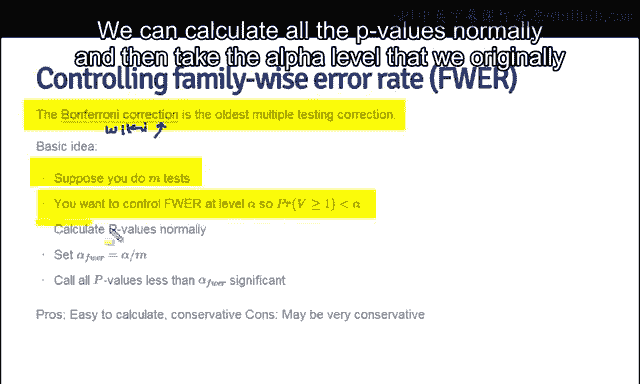 We can calculate all the p-values normally
and then take the alpha level that we originally
Controlling family-wise error rate (FWER)
The Bonferroni correction is the oldest multiple testing correction.
wiki
Basic idea:
· Suppose you do m tests
· You want to control FWER at level α so Pr(V ≥ 1) < α
Calculate P-values normally
· Set α_fwer = α/m
· Call all P-values less than α_fwer significant
Pros: Easy to calculate, conservative Cons: May be very conservative